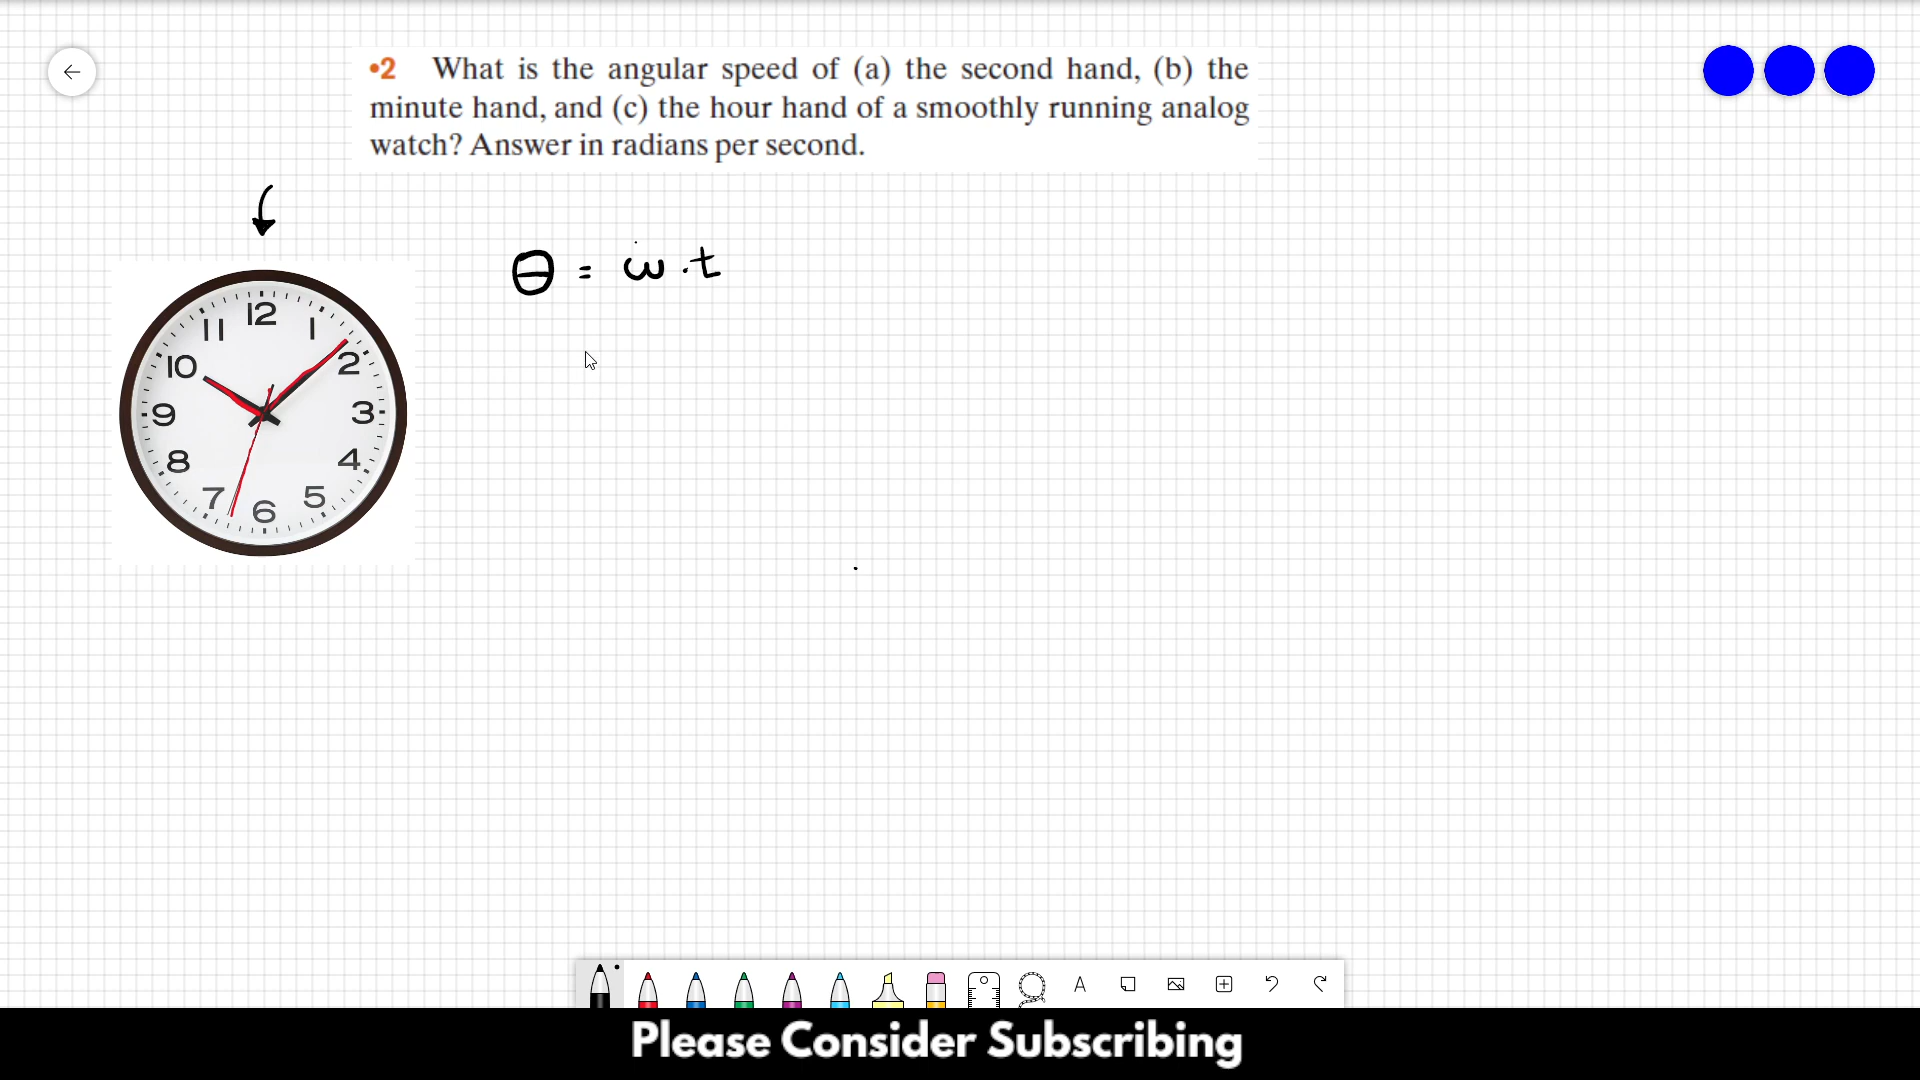 •2 What is the angular speed of (a) the second hand, (b) the
minute hand, and (c) the hour hand of a smoothly running analog
watch? Answer in radians per second.
θ = ω · t
12
11 1
10 2
9 3
8 4
7 5
6
A
Please Consider Subscribing